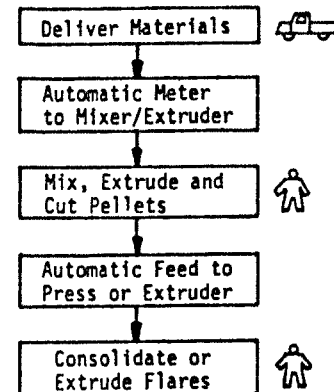 Deliver Materials
Automatic Meter
to Mixer/Extruder
Mix, Extrude and
Cut Pellets
Automatic Feed to
Press or Extruder
Consolidate or
Extrude Flares